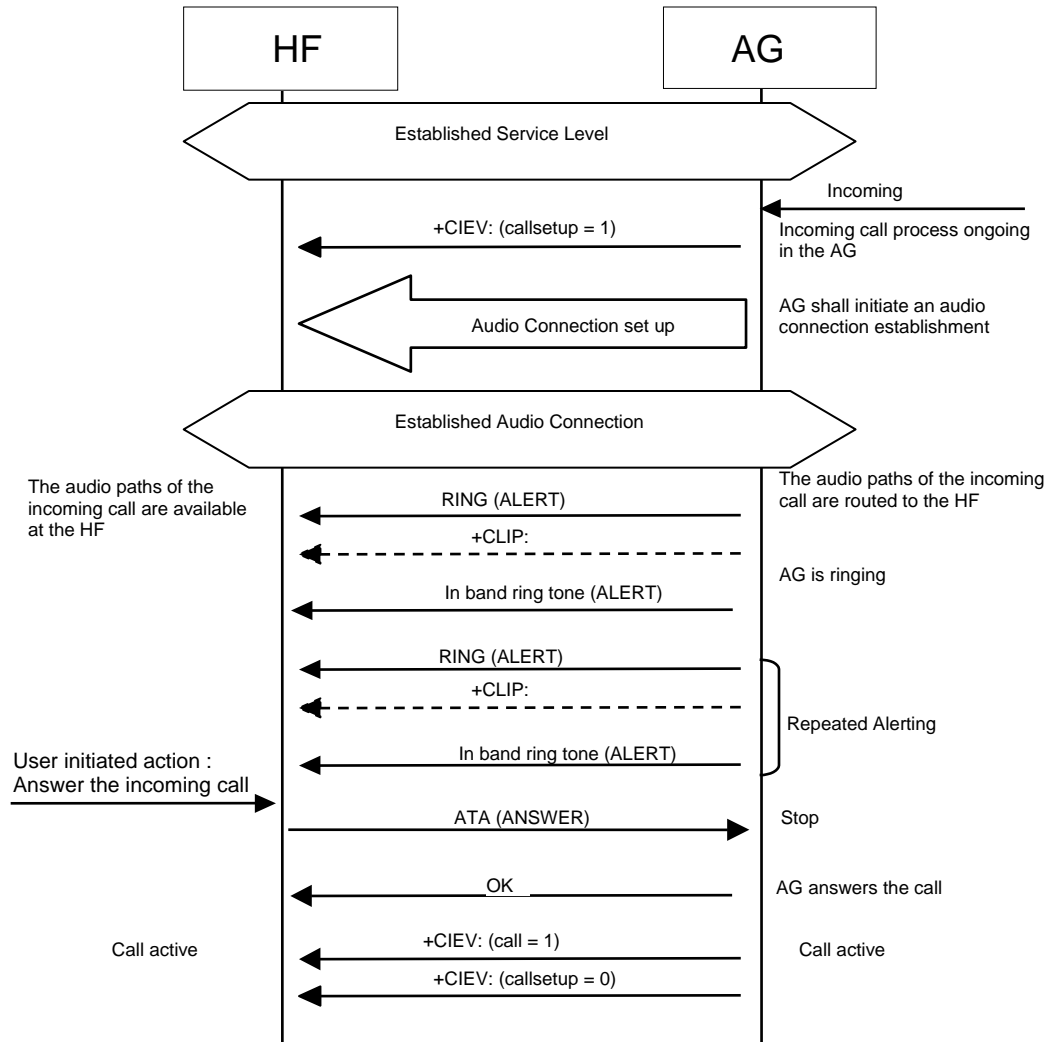 HF
AG
Established Service Level
Incoming
+CIEV: (callsetup = 1)
Incoming call process ongoing
in the AG
AG shall initiate an audio
connection establishment
Audio Connection set up
Established Audio Connection
The audio paths of the
incoming call are available
at the HF
The audio paths of the incoming
call are routed to the HF
RING (ALERT)
+CLIP:
AG is ringing
In band ring tone (ALERT)
RING (ALERT)
+CLIP:
Repeated Alerting
In band ring tone (ALERT)
User initiated action :
Answer the incoming call
ATA (ANSWER)
Stop
OK
AG answers the call
Call active
+CIEV: (call = 1)
Call active
+CIEV: (callsetup = 0)